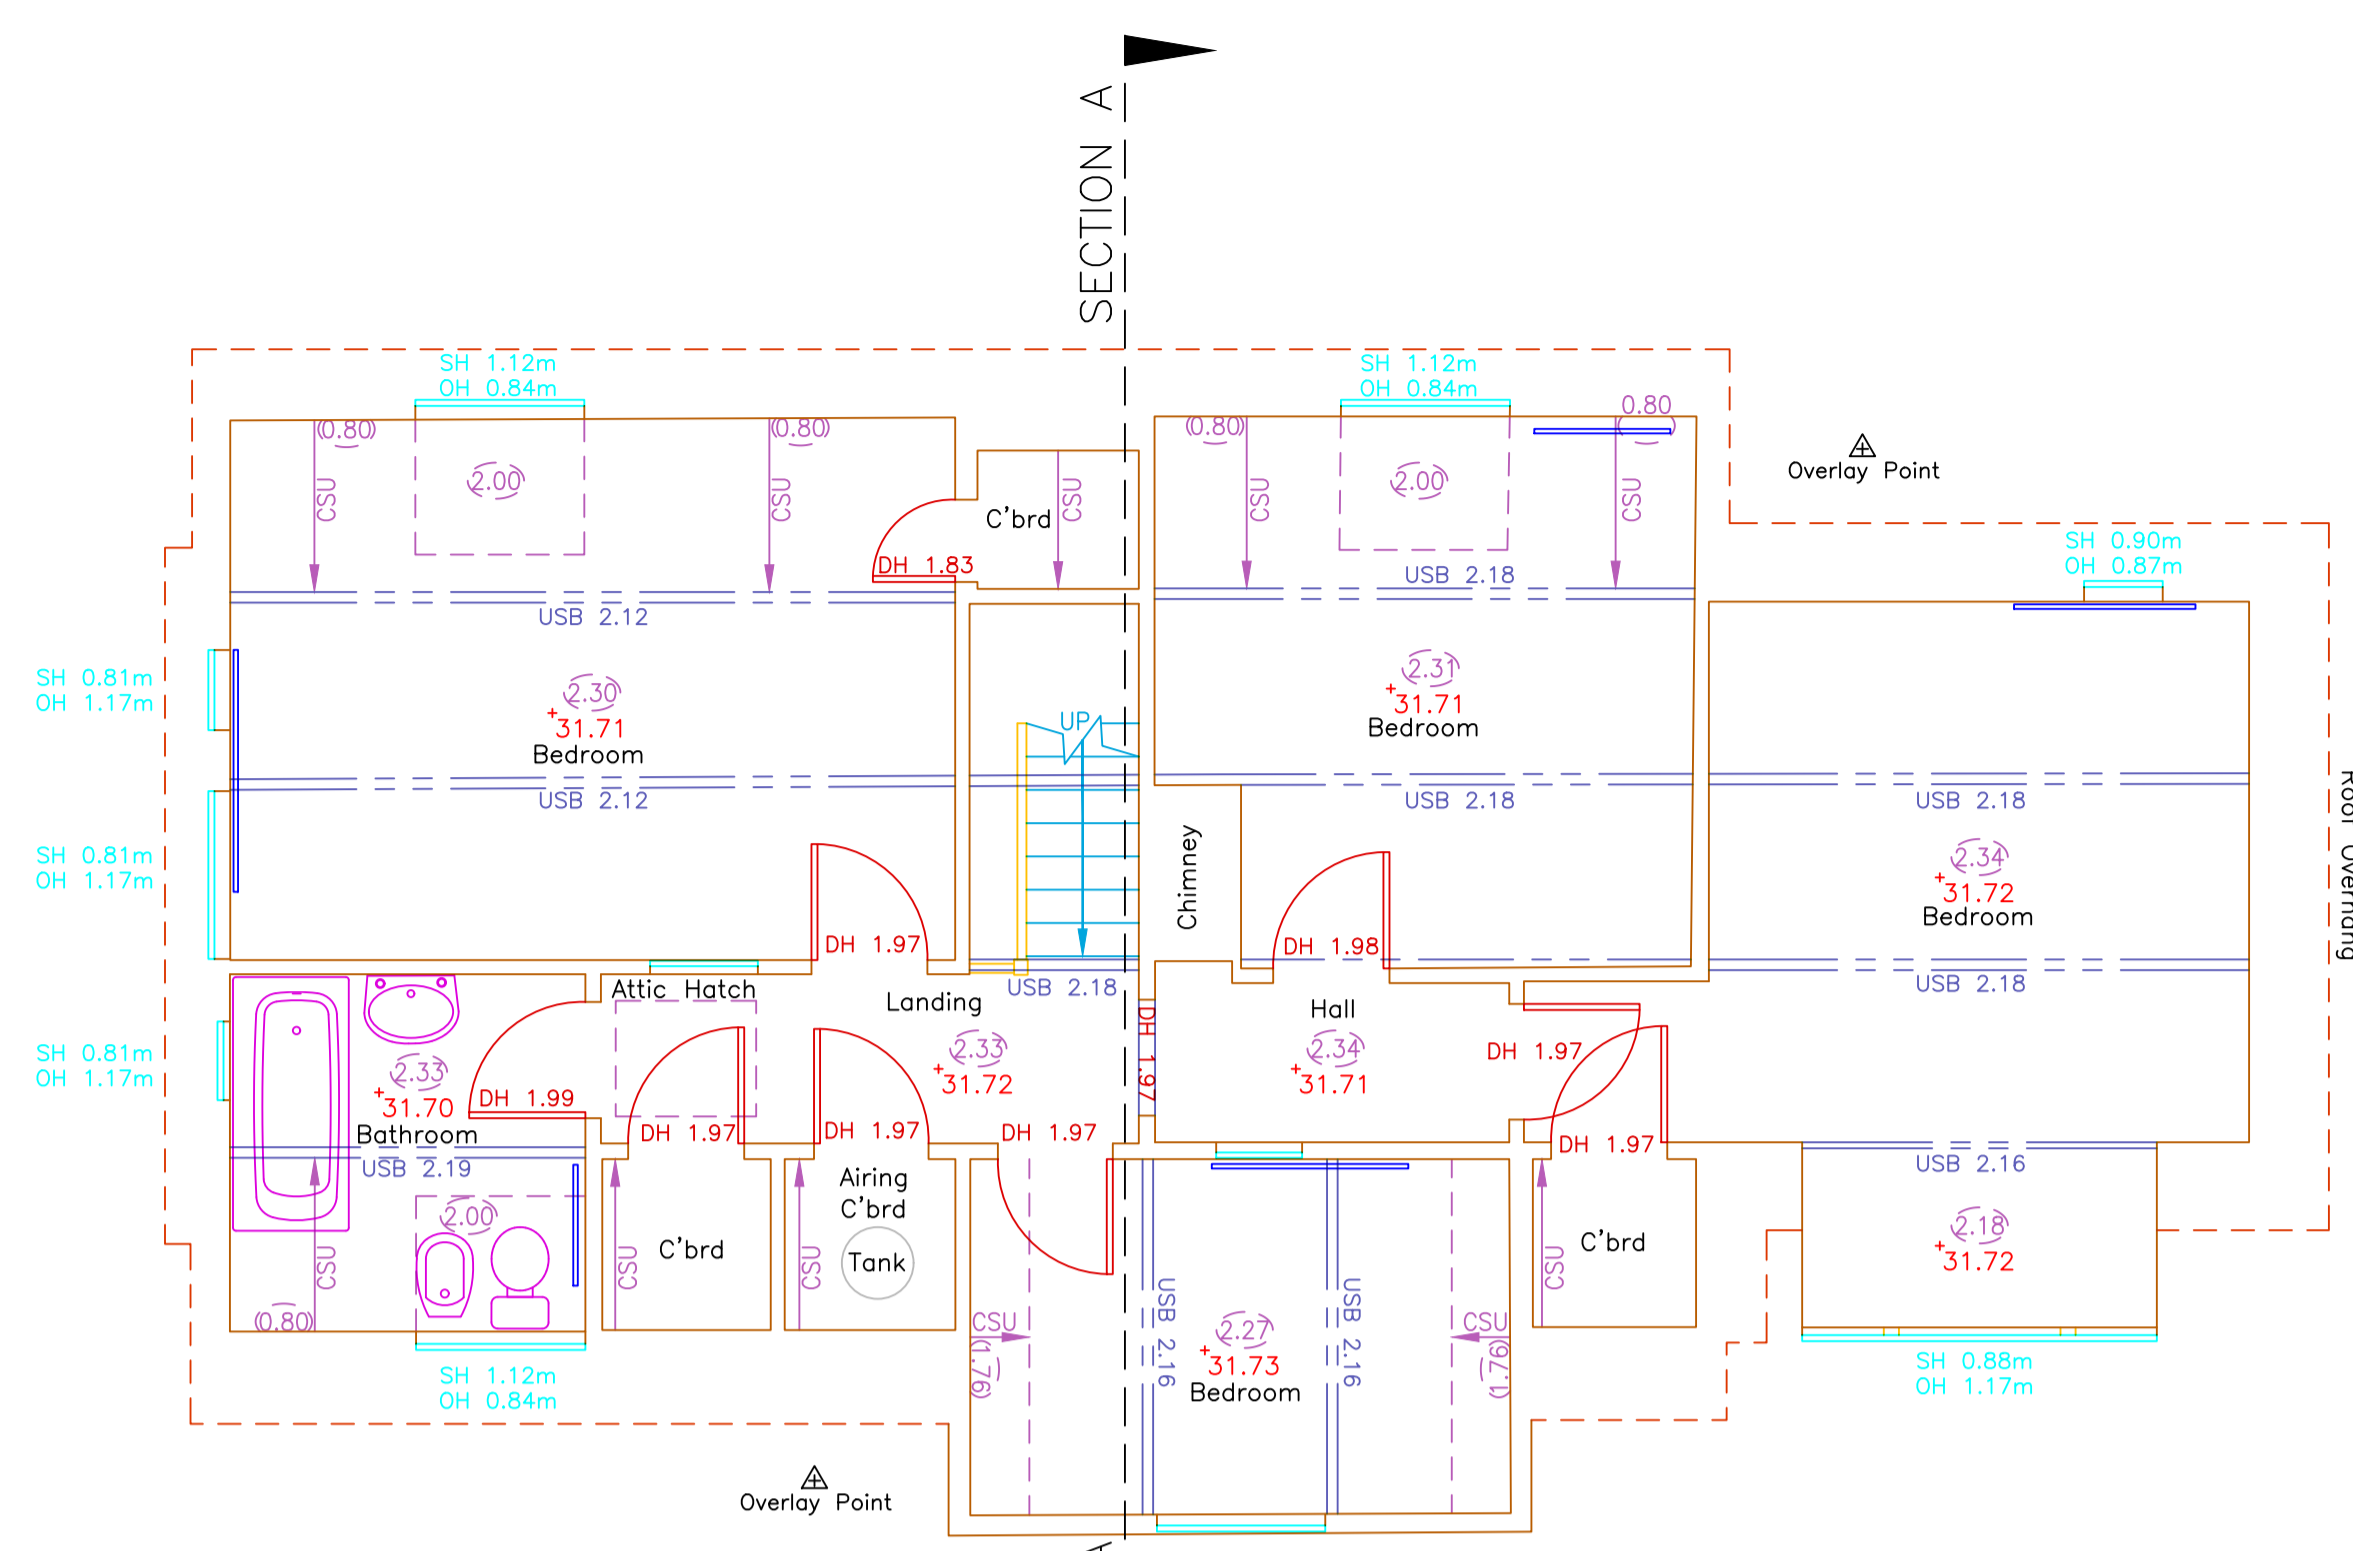 SECTION A
SH 1.12m
OH 0.84m
SH 1.12m
OH 0.84m
(0.80)
(0.80)
(0.80)
0.80
2.00
2.00
CSU
CSU
CSU
CSU
CSU
C'brd
Overlay Point
DH 1.83
SH 0.90m
OH 0.87m
USB 2.12
USB 2.18
SH 0.81m
OH 1.17m
2.30
31.71
Bedroom
UP
2.31
31.71
Bedroom
USB 2.12
USB 2.18
USB 2.18
Roof Overhang
SH 0.81m
OH 1.17m
Chimney
2.34
31.72
Bedroom
DH 1.97
DH 1.98
USB 2.18
USB 2.18
Attic Hatch
Landing
Hall
DH 1.97
SH 0.81m
OH 1.17m
2.33
31.70
Bathroom
DH 1.99
2.33
31.72
2.34
31.71
DH 1.97
DH 1.97
DH 1.97
DH 1.97
DH 1.97
USB 2.19
USB 2.16
2.00
Airing
C'brd
Tank
C'brd
C'brd
2.18
31.72
CSU
CSU
CSU
CSU
(0.80)
CSU
(1.76)
USB 2.16
USB 2.16
CSU
(1.76)
2.27
31.73
Bedroom
SH 1.12m
OH 0.84m
SH 0.88m
OH 1.17m
Overlay Point
A